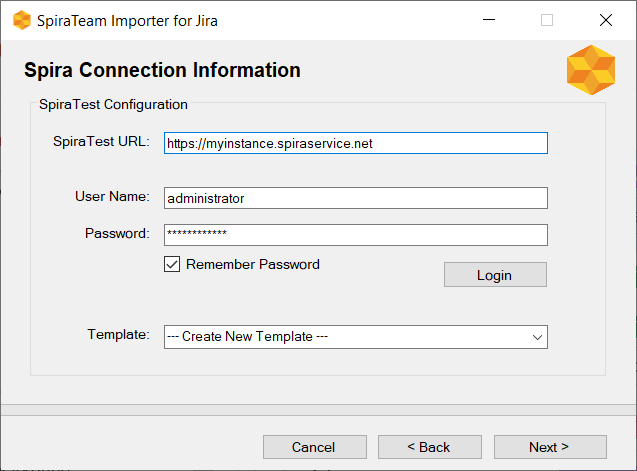 SpiraTeam Importer for Jira
Spira Connection Information
SpiraTest Configuration
SpiraTest URL: https://myinstance.spiraservice.net
User Name: administrator
Password: ************
Remember Password
Login
Template: --- Create New Template ---
Cancel < Back Next >